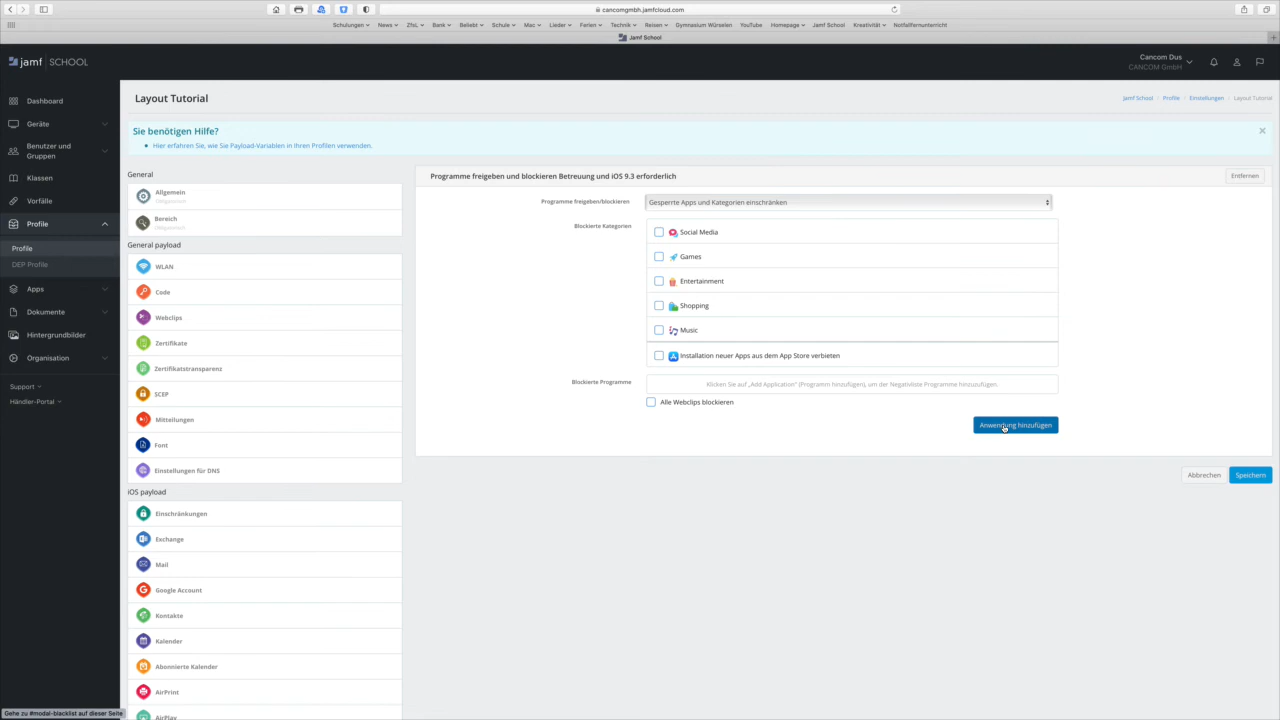 cancomgmbh.jamfcloud.com
Schulungen News ZfsL Bank Beliebt Schule Mac Lieder Ferien Technik Reisen Gymnasium Würselen YouTube Homepage Jamf School Kreativität Notfallfernunterricht
Jamf School
jamf SCHOOL
Cancom Dus
CANCOM GmbH
Dashboard
Geräte
Benutzer und
Gruppen
Klassen
Vorfälle
Profile
Profile
DEP Profile
Apps
Dokumente
Hintergrundbilder
Organisation
Support
Händler-Portal
Layout Tutorial
Jamf School / Profile / Einstellungen / Layout Tutorial
Sie benötigen Hilfe?
Hier erfahren Sie, wie Sie Payload-Variablen in Ihren Profilen verwenden.
General
Allgemein
Obligatorisch
Bereich
Obligatorisch
General payload
WLAN
Code
Webclips
Zertifikate
Zertifikatstransparenz
SCEP
Mitteilungen
Font
Einstellungen für DNS
iOS payload
Einschränkungen
Exchange
Mail
Google Account
Kontakte
Kalender
Abonnierte Kalender
AirPrint
AirPlay
Programme freigeben und blockieren Betreuung und iOS 9.3 erforderlich
Entfernen
Programme freigeben/blockieren
Gesperrte Apps und Kategorien einschränken
Blockierte Kategorien
Social Media
Games
Entertainment
Shopping
Music
Installation neuer Apps aus dem App Store verbieten
Blockierte Programme
Klicken Sie auf „Add Application" (Programm hinzufügen), um der Negativliste Programme hinzuzufügen.
Alle Webclips blockieren
Anwendung hinzufügen
Abbrechen
Speichern
Gehe zu #modal-blacklist auf dieser Seite